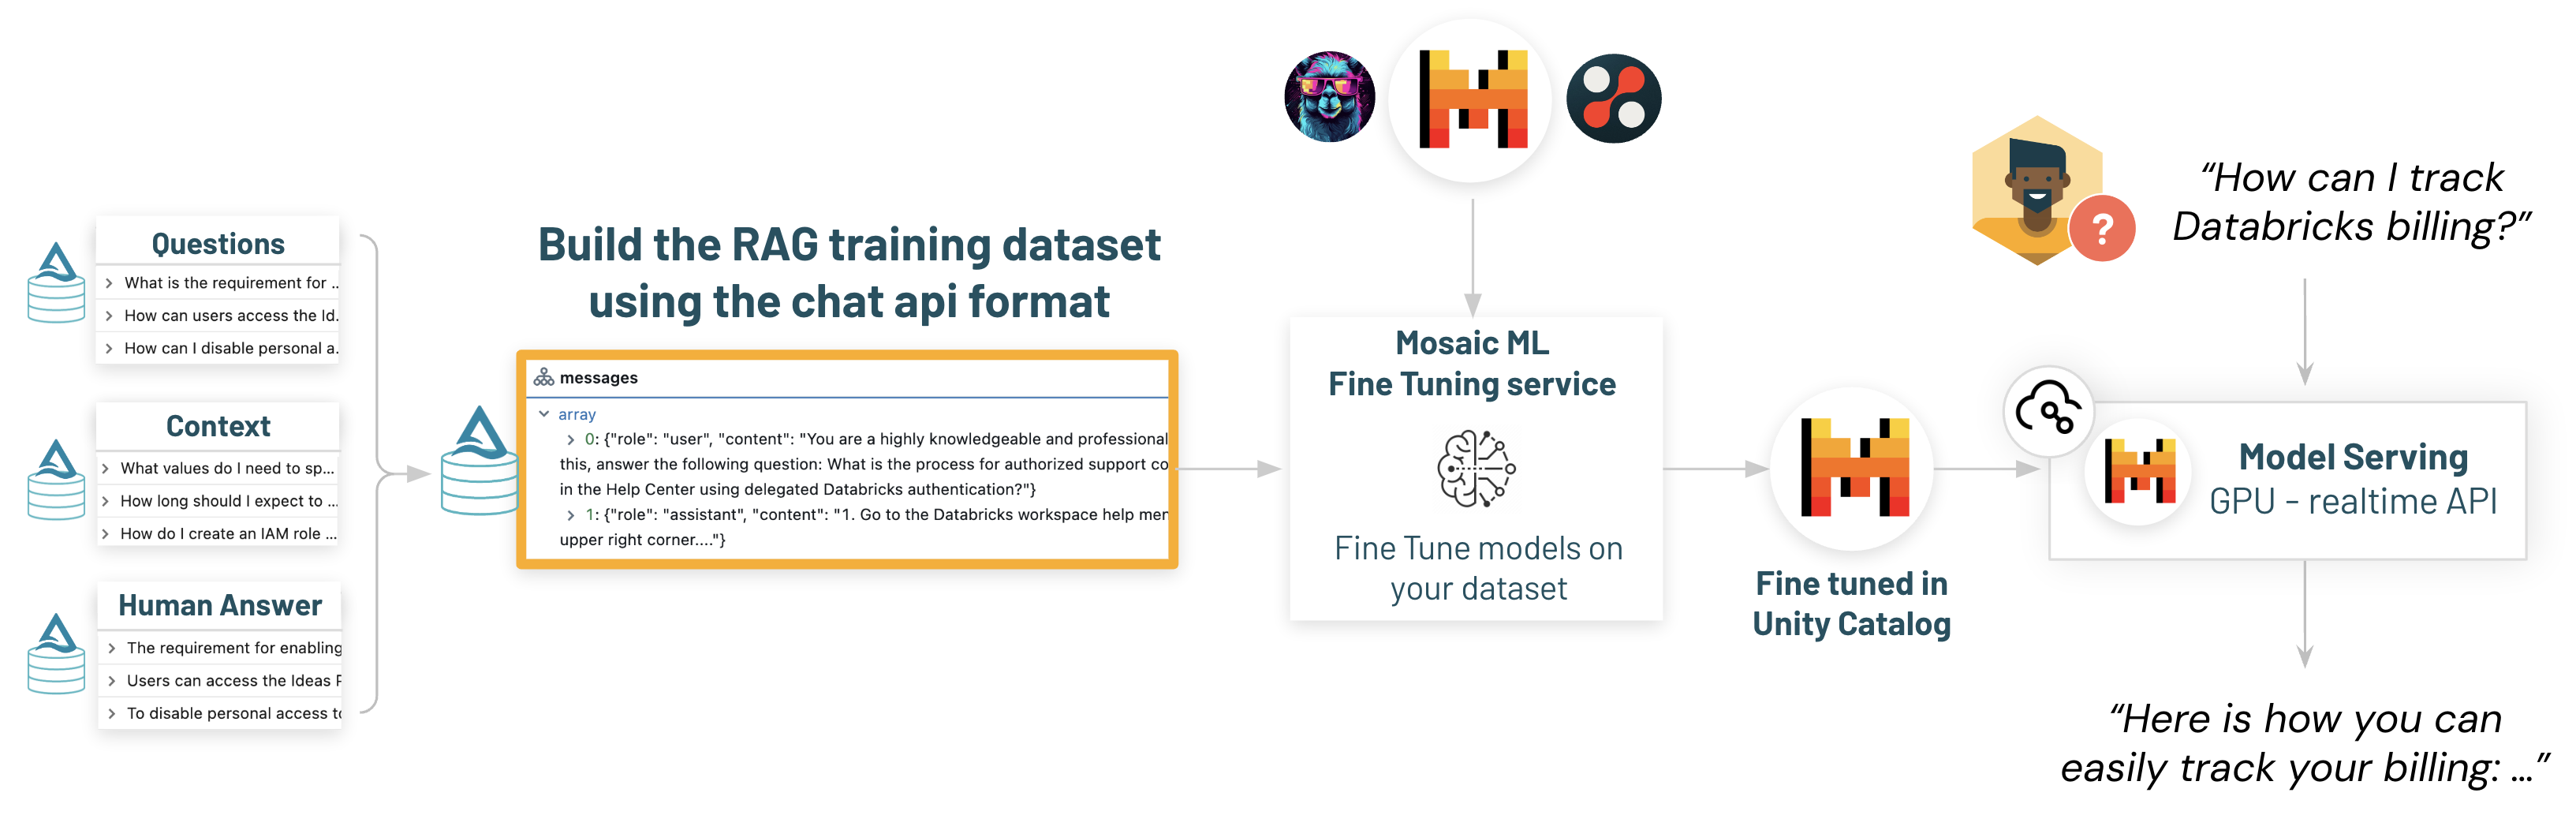 Questions
What is the requirement for ..
How can users access the Id.
How can I disable personal a.
Context
What values do I need to sp...
How long should I expect to ...
How do I create an IAM role ...
Human Answer
The requirement for enabling
Users can access the Ideas
To disable personal access
Build the RAG training dataset
using the chat api format
messages
array
0: {"role": "user", "content": "You are a highly knowledgeable and professional
this, answer the following question: What is the process for authorized support co
in the Help Center using delegated Databricks authentication?"}
1: {"role": "assistant", "content": "1. Go to the Databricks workspace help
upper right corner...."}
Mosaic ML
Fine Tuning service
Fine Tune models on
your dataset
Fine tuned in
Unity Catalog
?
“How can I track
Databricks billing?”
Model Serving
GPU - realtime API
“Here is how you can
easily track your billing: ...”